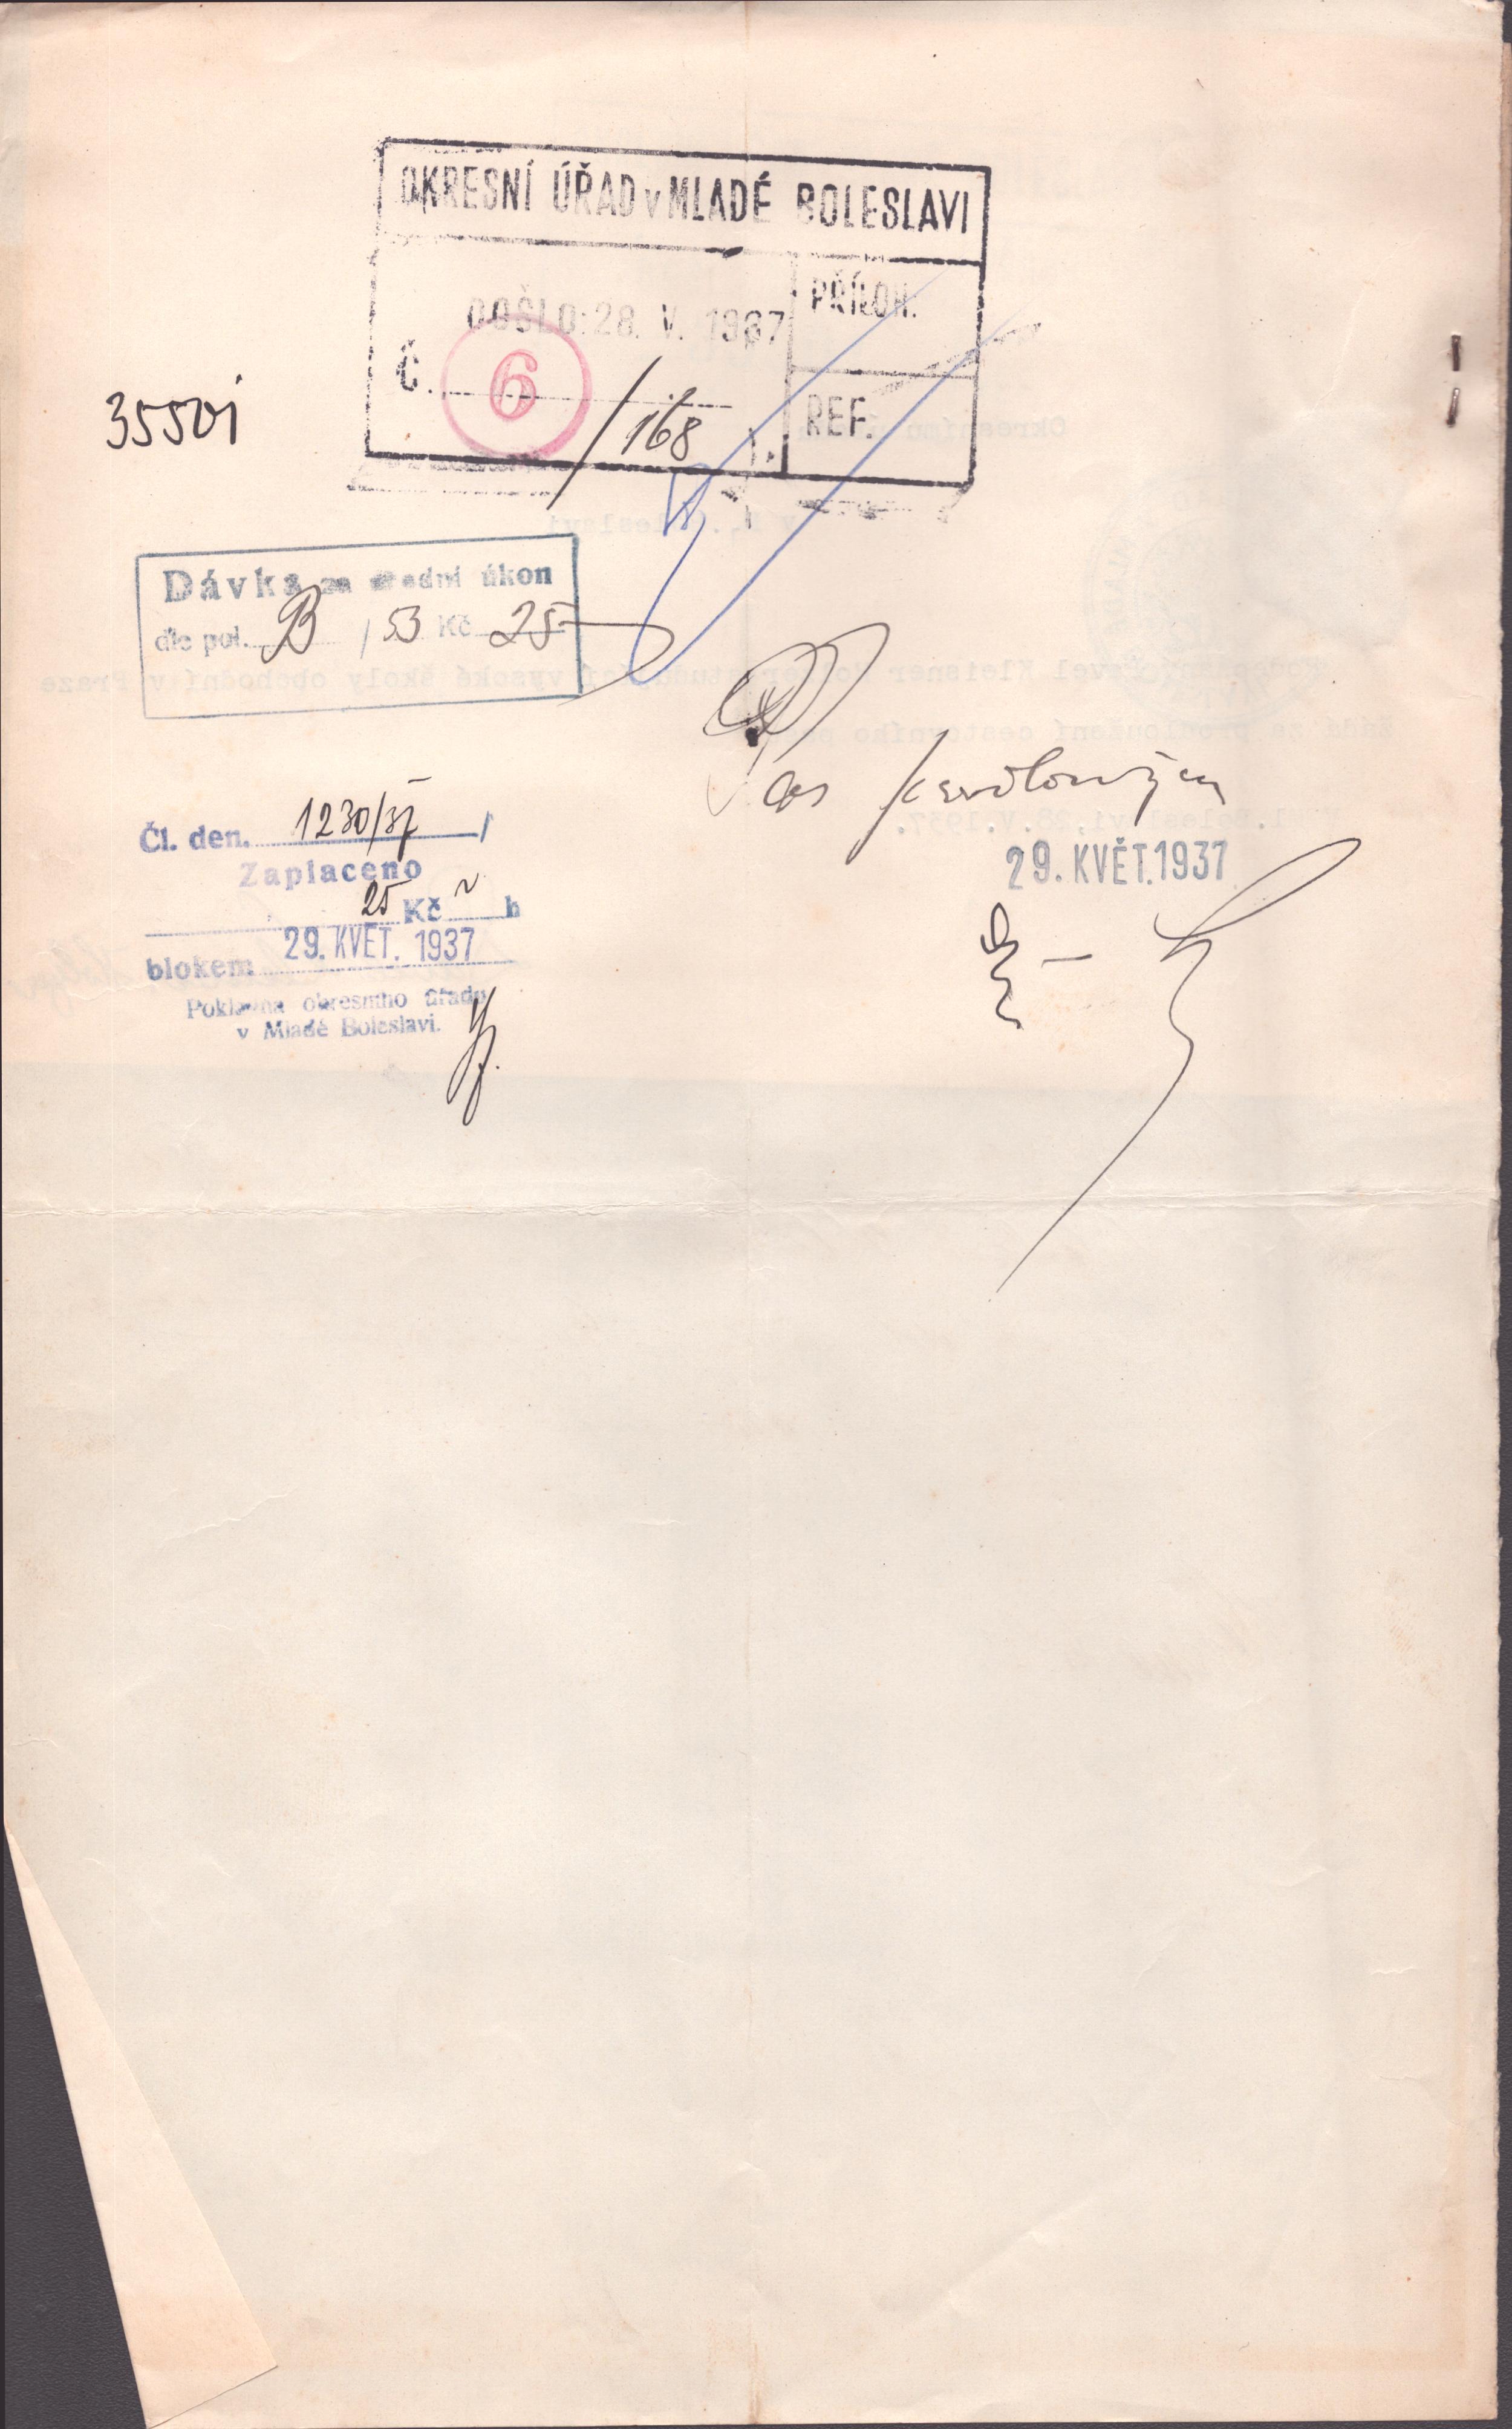 OKRESNÍ ÚŘAD v MLADÉ BOLESLAVI
DOŠLO: 28. V. 1937
PŘÍLOH.
Č. 6 /168
REF.
35501
Dávka za úřední úkon
dle pol. B / 53 Kč 25
Pas
29. KVĚT. 1937
Čl. den. 1230/37
Zaplaceno
25 Kč h
29. KVĚT. 1937
blokem
Pokladna okresního úřadu
v Mladé Boleslavi.